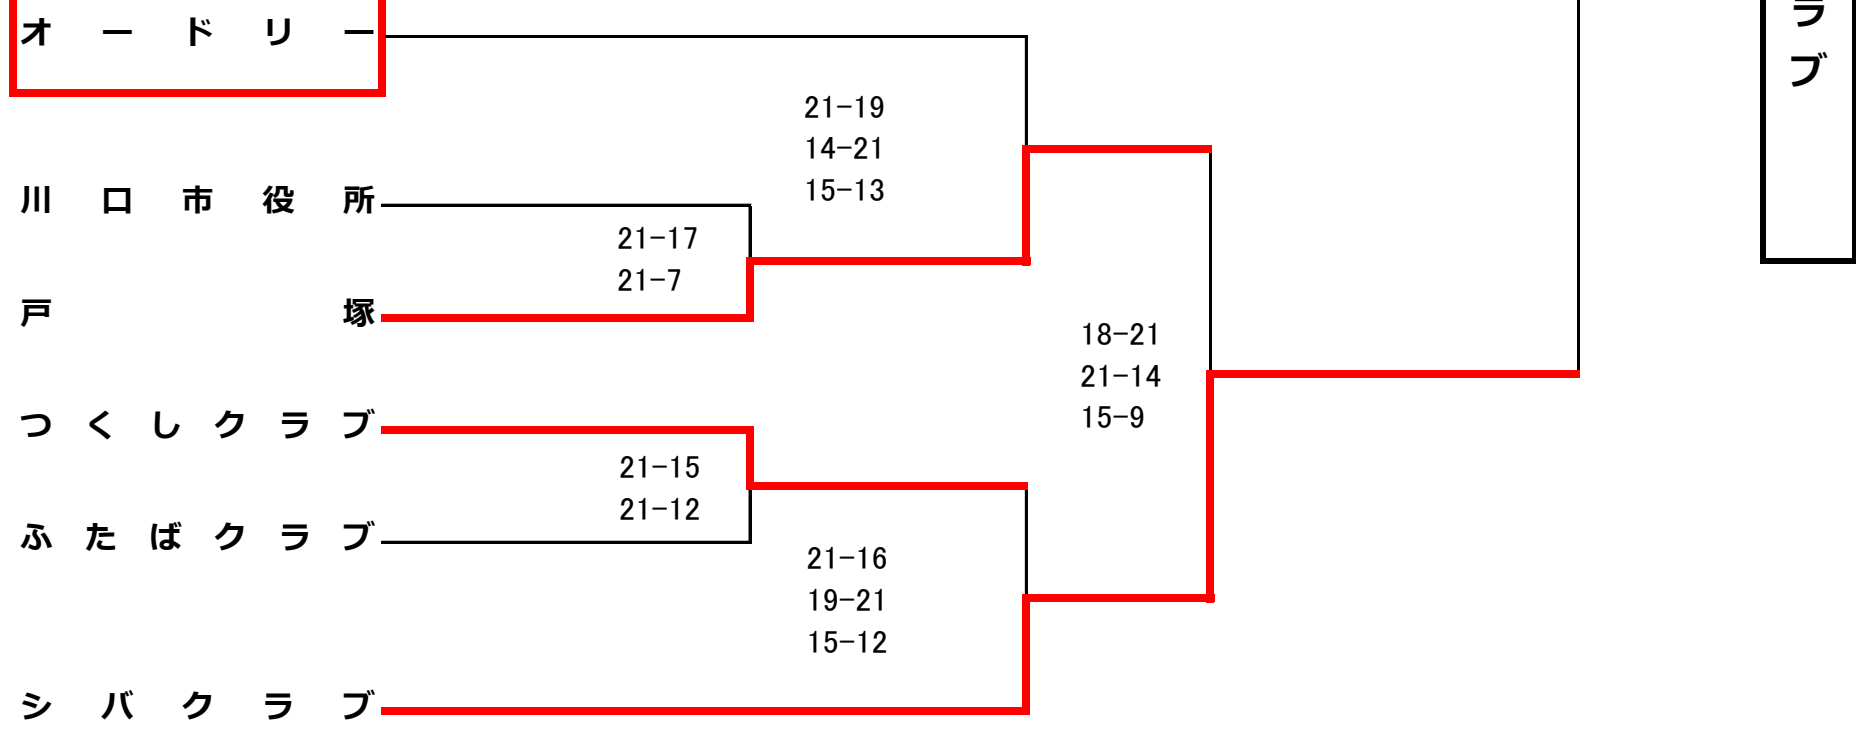 オードリー
21-19
14-21
15-13
川口市役所
21-17
21-7
戸塚
18-21
21-14
15-9
つくしクラブ
21-15
21-12
ふたばクラブ
21-16
19-21
15-12
シバクラブ
ラ
ブ